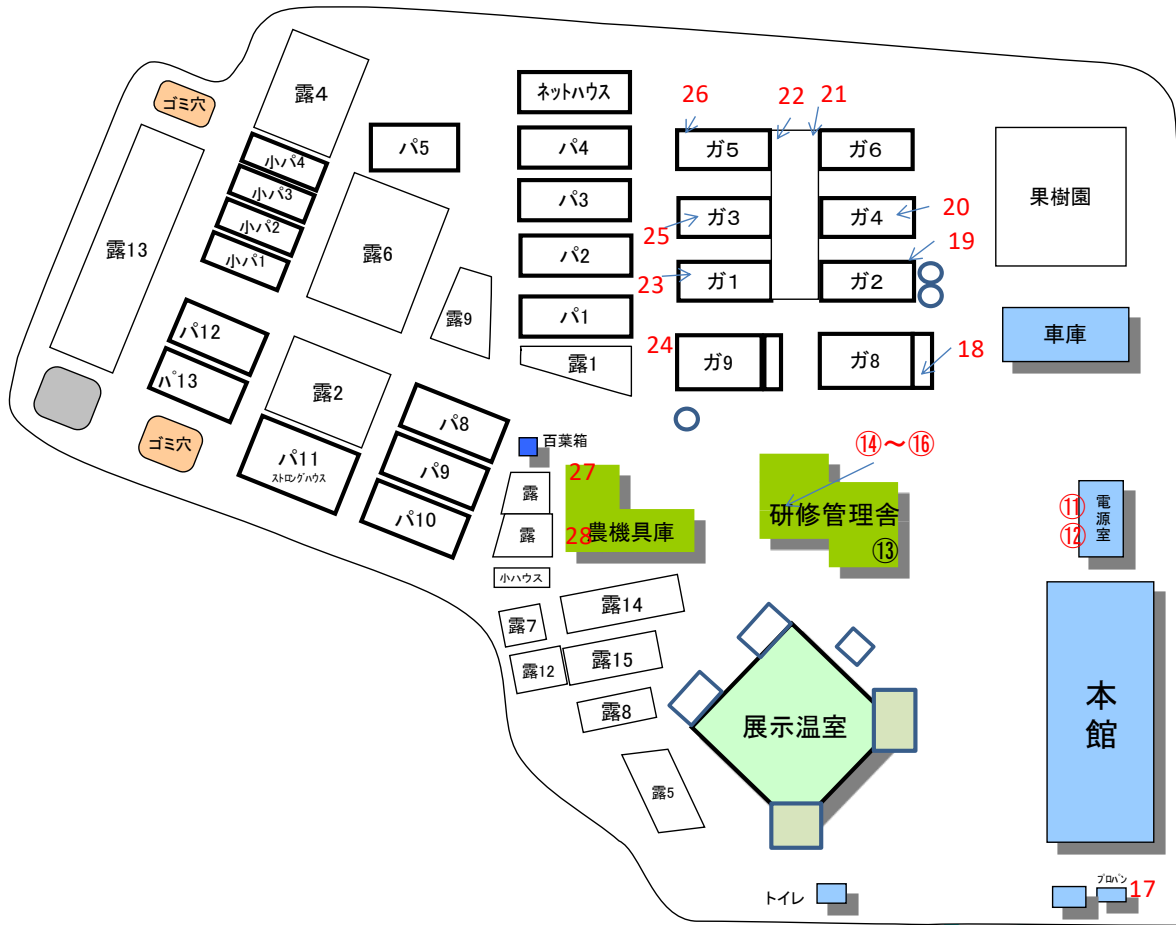 ネットハウス
26
22
21
露4
ゴミ穴
パ5
パ4
ガ5
ガ6
小パ4
小パ3
小パ2
小パ1
パ3
果樹園
ガ3
ガ4
20
25
19
露13
露6
パ2
23
ガ1
ガ2
露9
パ1
パ12
パ13
露1
24
ガ9
ガ8
18
車庫
露2
パ8
百葉箱
⑭～⑯
ゴミ穴
パ11
ストロングハウス
パ9
27
露
パ10
露
28
農機具庫
研修管理舎
⑬
⑪
⑫
電源室
小ハウス
露14
露7
露15
露12
露8
展示温室
本館
露5
トイレ
プロパン
17